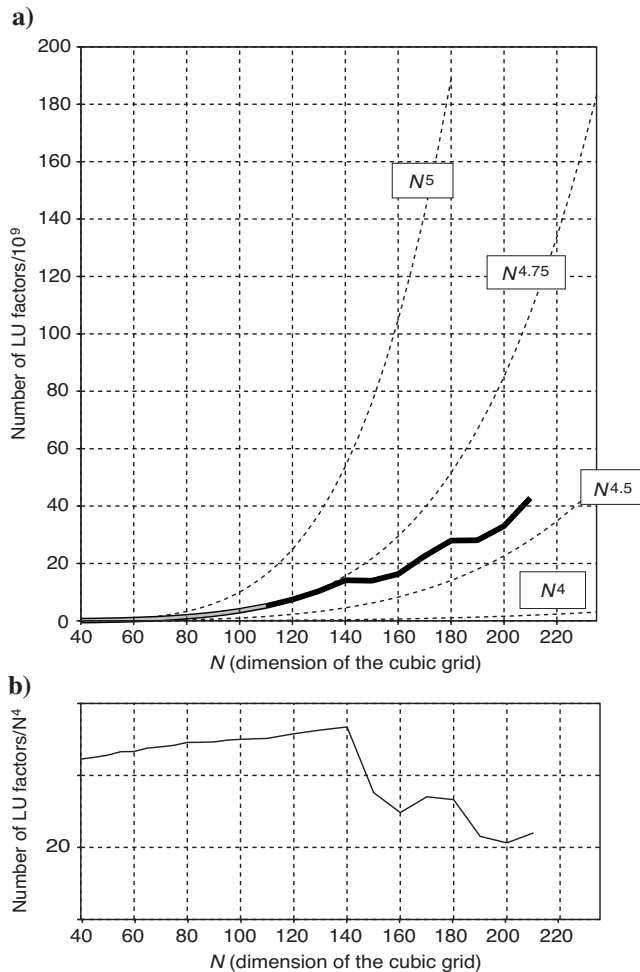 a)
200
180
160
140
120
100
80
60
40
20
0
Number of LU factors/10⁹
N⁵
N⁴·⁷⁵
N⁴·⁵
N⁴
40 60 80 100 120 140 160 180 200 220
N (dimension of the cubic grid)
b)
Number of LU factors/N⁴
20
40 60 80 100 120 140 160 180 200 220
N (dimension of the cubic grid)